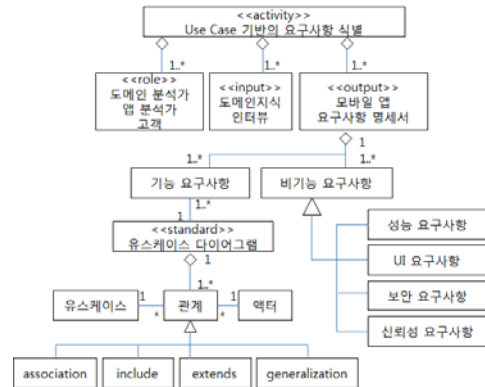 <<activity>>
Use Case 기반의 요구사항 식별
1..* 1..* 1..*
<<role>>
도메인 분석가
앱 분석가
고객
<<input>>
도메인지식
인터뷰
<<output>>
모바일 앱
요구사항 명세서
1
1..* 1..*
기능 요구사항
비기능 요구사항
1..*
1
<<standard>>
유스케이스 다이어그램
1
1..*
유스케이스
1
*
관계
1
*
액터
성능 요구사항
UI 요구사항
보안 요구사항
신뢰성 요구사항
association
include
extends
generalization